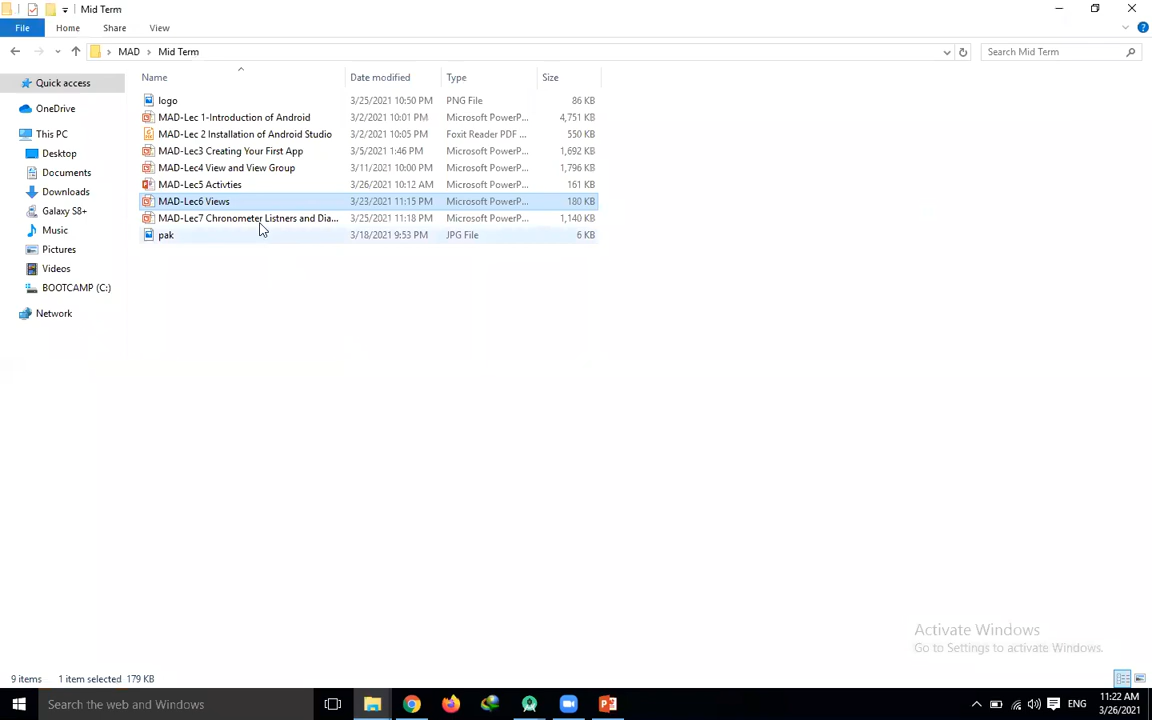 Mid Term
File Home Share View
MAD Mid Term Search Mid Term
Name Date modified Type Size
Quick access
OneDrive
This PC
Desktop
Documents
Downloads
Galaxy S8+
Music
Pictures
Videos
BOOTCAMP (C:)
Network
logo 3/25/2021 10:50 PM PNG File 86 KB
MAD-Lec 1-Introduction of Android 3/2/2021 10:01 PM Microsoft PowerP... 4,751 KB
MAD-Lec 2 Installation of Android Studio 3/2/2021 10:05 PM Foxit Reader PDF ... 550 KB
MAD-Lec3 Creating Your First App 3/5/2021 1:46 PM Microsoft PowerP... 1,692 KB
MAD-Lec4 View and View Group 3/11/2021 10:00 PM Microsoft PowerP... 1,796 KB
MAD-Lec5 Activties 3/26/2021 10:12 AM Microsoft PowerP... 161 KB
MAD-Lec6 Views 3/23/2021 11:15 PM Microsoft PowerP... 180 KB
MAD-Lec7 Chronometer Listners and Dia... 3/25/2021 11:18 PM Microsoft PowerP... 1,140 KB
pak 3/18/2021 9:53 PM JPG File 6 KB
Activate Windows
Go to Settings to activate Windows.
9 items 1 item selected 179 KB
Search the web and Windows
ENG
11:22 AM
3/26/2021